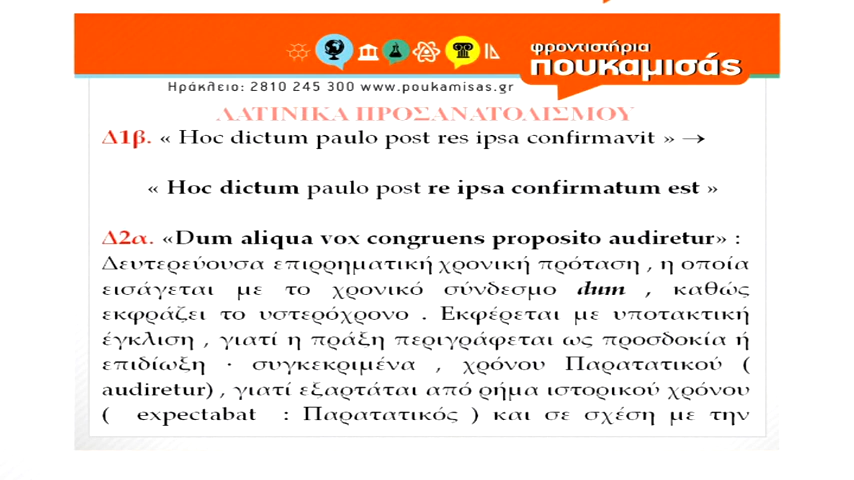 φροντιστήρια
πουκαμισάς
Ηράκλειο: 2810 245 300 www.poukamisas.gr
ΛΑΤΙΝΙΚΑ ΠΡΟΣΑΝΑΤΟΛΙΣΜΟΥ
Δ1β. « Hoc dictum paulo post res ipsa confirmavit » →
« Hoc dictum paulo post re ipsa confirmatum est »
Δ2α. «Dum aliqua vox congruens proposito audiretur» :
Δευτερεύουσα επιρρηματική χρονική πρόταση , η οποία
εισάγεται με το χρονικό σύνδεσμο dum , καθώς
εκφράζει το υστερόχρονο . Εκφέρεται με υποτακτική
έγκλιση , γιατί η πράξη περιγράφεται ως προσδοκία ή
επιδίωξη · συγκεκριμένα , χρόνου Παρατατικού (
audiretur) , γιατί εξαρτάται από ρήμα ιστορικού χρόνου
( expectabat : Παρατατικός ) και σε σχέση με την